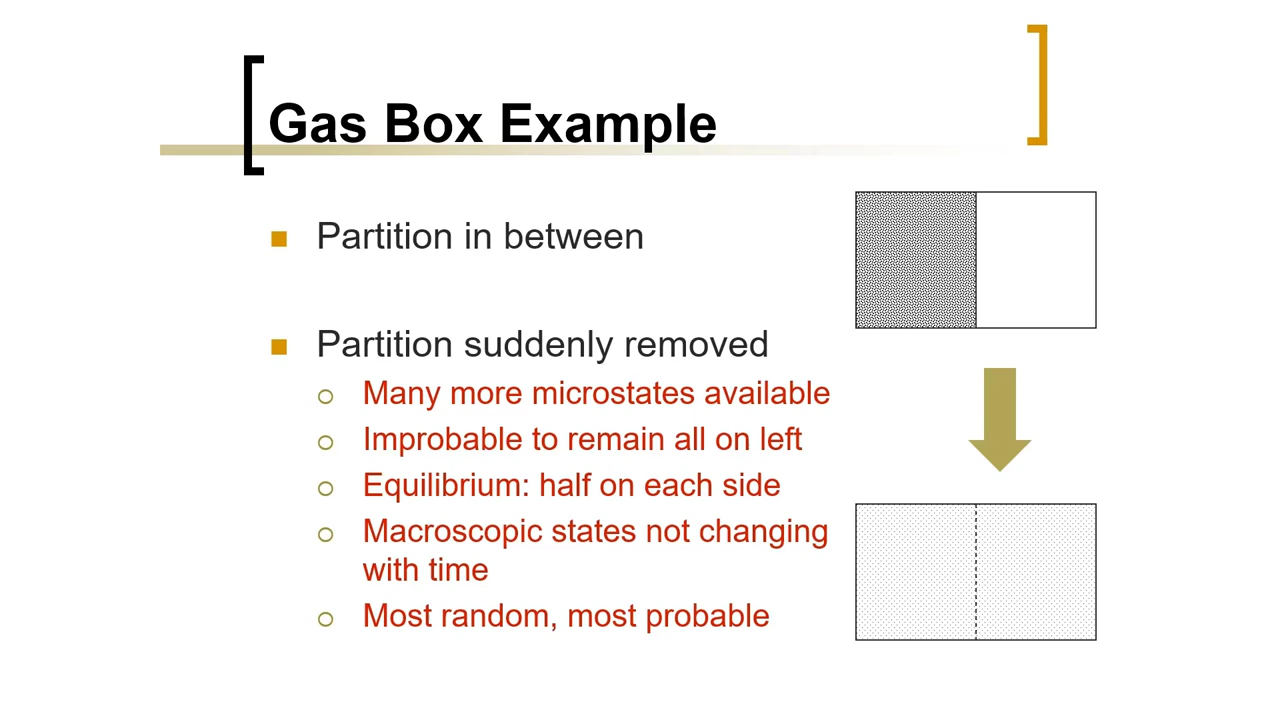 Gas Box Example
Partition in between
Partition suddenly removed
Many more microstates available
Improbable to remain all on left
Equilibrium: half on each side
Macroscopic states not changing
with time
Most random, most probable